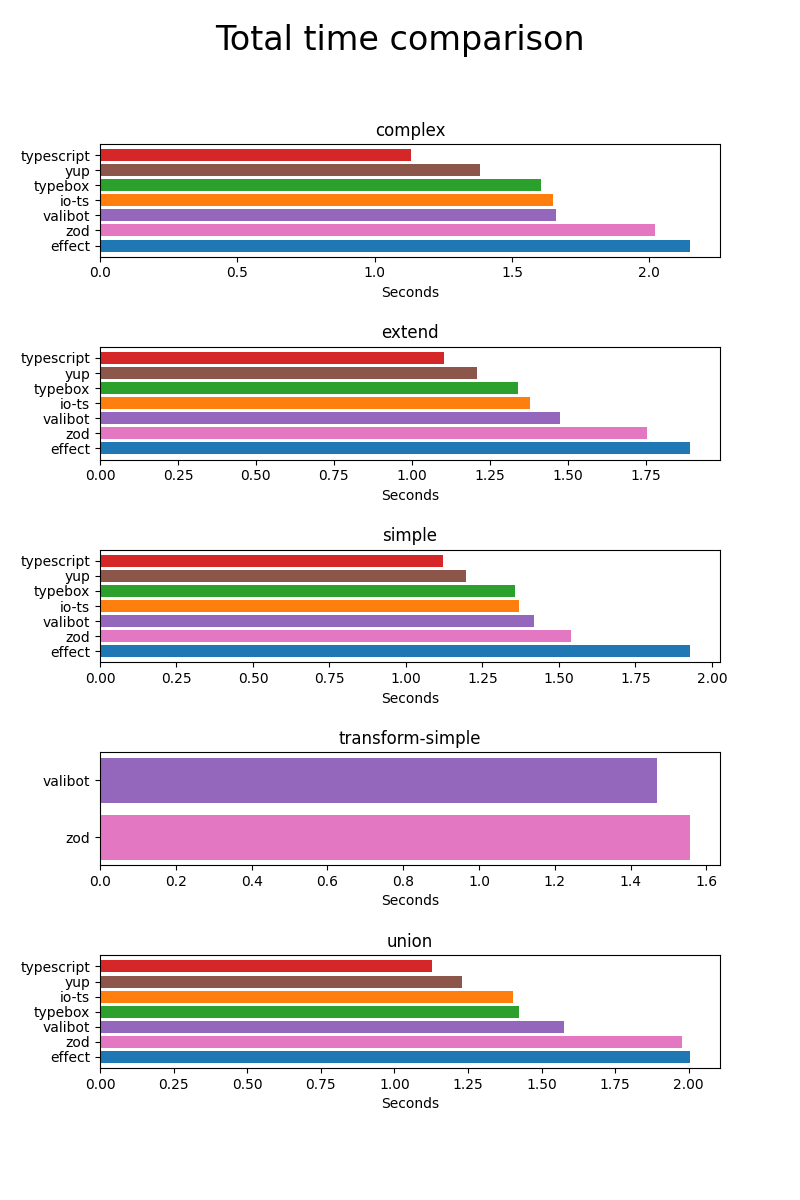 Total time comparison
complex
typescript
yup
typebox
io-ts
valibot
zod
effect
0.0 0.5 1.0 1.5 2.0
Seconds
extend
typescript
yup
typebox
io-ts
valibot
zod
effect
0.00 0.25 0.50 0.75 1.00 1.25 1.50 1.75
Seconds
simple
typescript
yup
typebox
io-ts
valibot
zod
effect
0.00 0.25 0.50 0.75 1.00 1.25 1.50 1.75 2.00
Seconds
transform-simple
valibot
zod
0.0 0.2 0.4 0.6 0.8 1.0 1.2 1.4 1.6
Seconds
union
typescript
yup
io-ts
typebox
valibot
zod
effect
0.00 0.25 0.50 0.75 1.00 1.25 1.50 1.75 2.00
Seconds